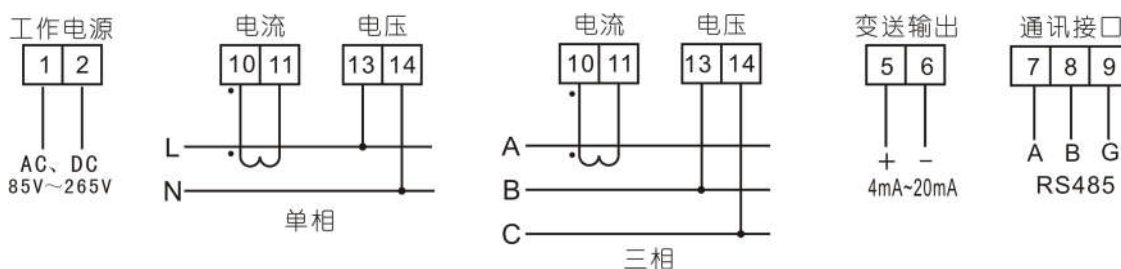 工作电源
1 2
AC、DC
85V～265V
电流 电压
10 11 13 14
L
N
单相
电流 电压
10 11 13 14
A
B
C
三相
变送输出
5 6
+ −
4mA~20mA
通讯接口
7 8 9
A B G
RS485